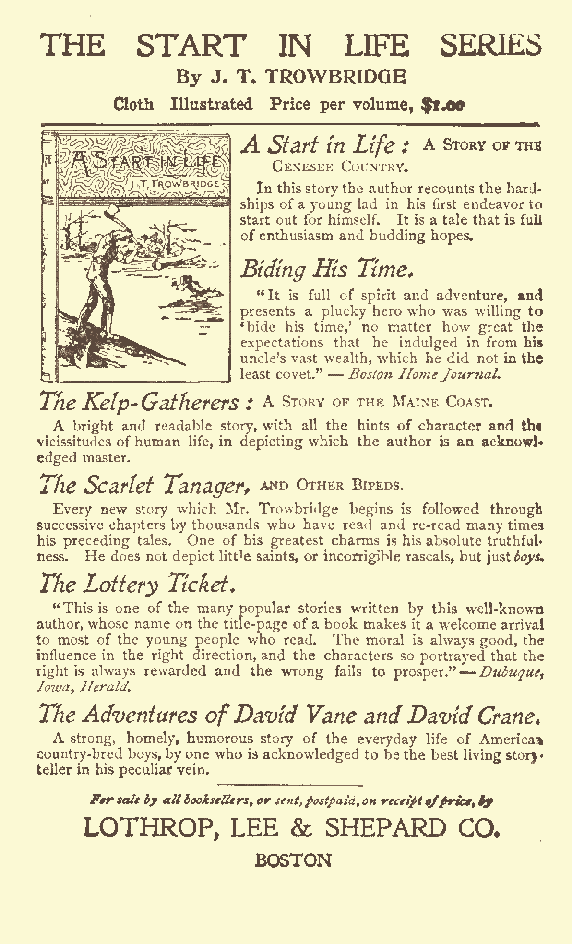 THE START IN LIFE SERIES
By J. T. TROWBRIDGE
Cloth Illustrated Price per volume, $1.00
A START IN LIFE
J.T. TROWBRIDGE
A Start in Life: A STORY OF THE
GENESEE COUNTRY.
In this story the author recounts the hard-
ships of a young lad in his first endeavor to
start out for himself. It is a tale that is full
of enthusiasm and budding hopes.
Biding His Time.
"It is full of spirit and adventure, and
presents a plucky hero who was willing to
'bide his time,' no matter how great the
expectations that he indulged in from his
uncle's vast wealth, which he did not in the
least covet." — Boston Home Journal.
The Kelp-Gatherers: A STORY OF THE MAINE COAST.
A bright and readable story, with all the hints of character and the
vicissitudes of human life, in depicting which the author is an acknowl-
edged master.
The Scarlet Tanager, AND OTHER BIPEDS.
Every new story which Mr. Trowbridge begins is followed through
successive chapters by thousands who have read and re-read many times
his preceding tales. One of his greatest charms is his absolute truthful-
ness. He does not depict little saints, or incorrigible rascals, but just boys.
The Lottery Ticket.
"This is one of the many popular stories written by this well-known
author, whose name on the title-page of a book makes it a welcome arrival
to most of the young people who read. The moral is always good, the
influence in the right direction, and the characters so portrayed that the
right is always rewarded and the wrong fails to prosper." — Dubuque,
Iowa, Herald.
The Adventures of David Vane and David Crane.
A strong, homely, humorous story of the everyday life of American
country-bred boys, by one who is acknowledged to be the best living story-
teller in his peculiar vein.
For sale by all booksellers, or sent, postpaid, on receipt of price, by
LOTHROP, LEE & SHEPARD CO.
BOSTON